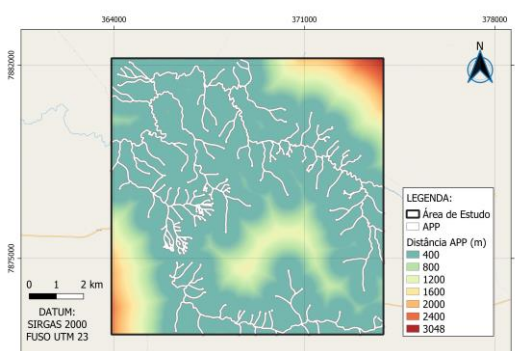 364000
371000
378000
7882000
7875000
N
LEGENDA:
Área de Estudo
APP
Distância APP (m)
400
800
1200
1600
2000
2400
3048
0 1 2 km
DATUM:
SIRGAS 2000
FUSO UTM 23